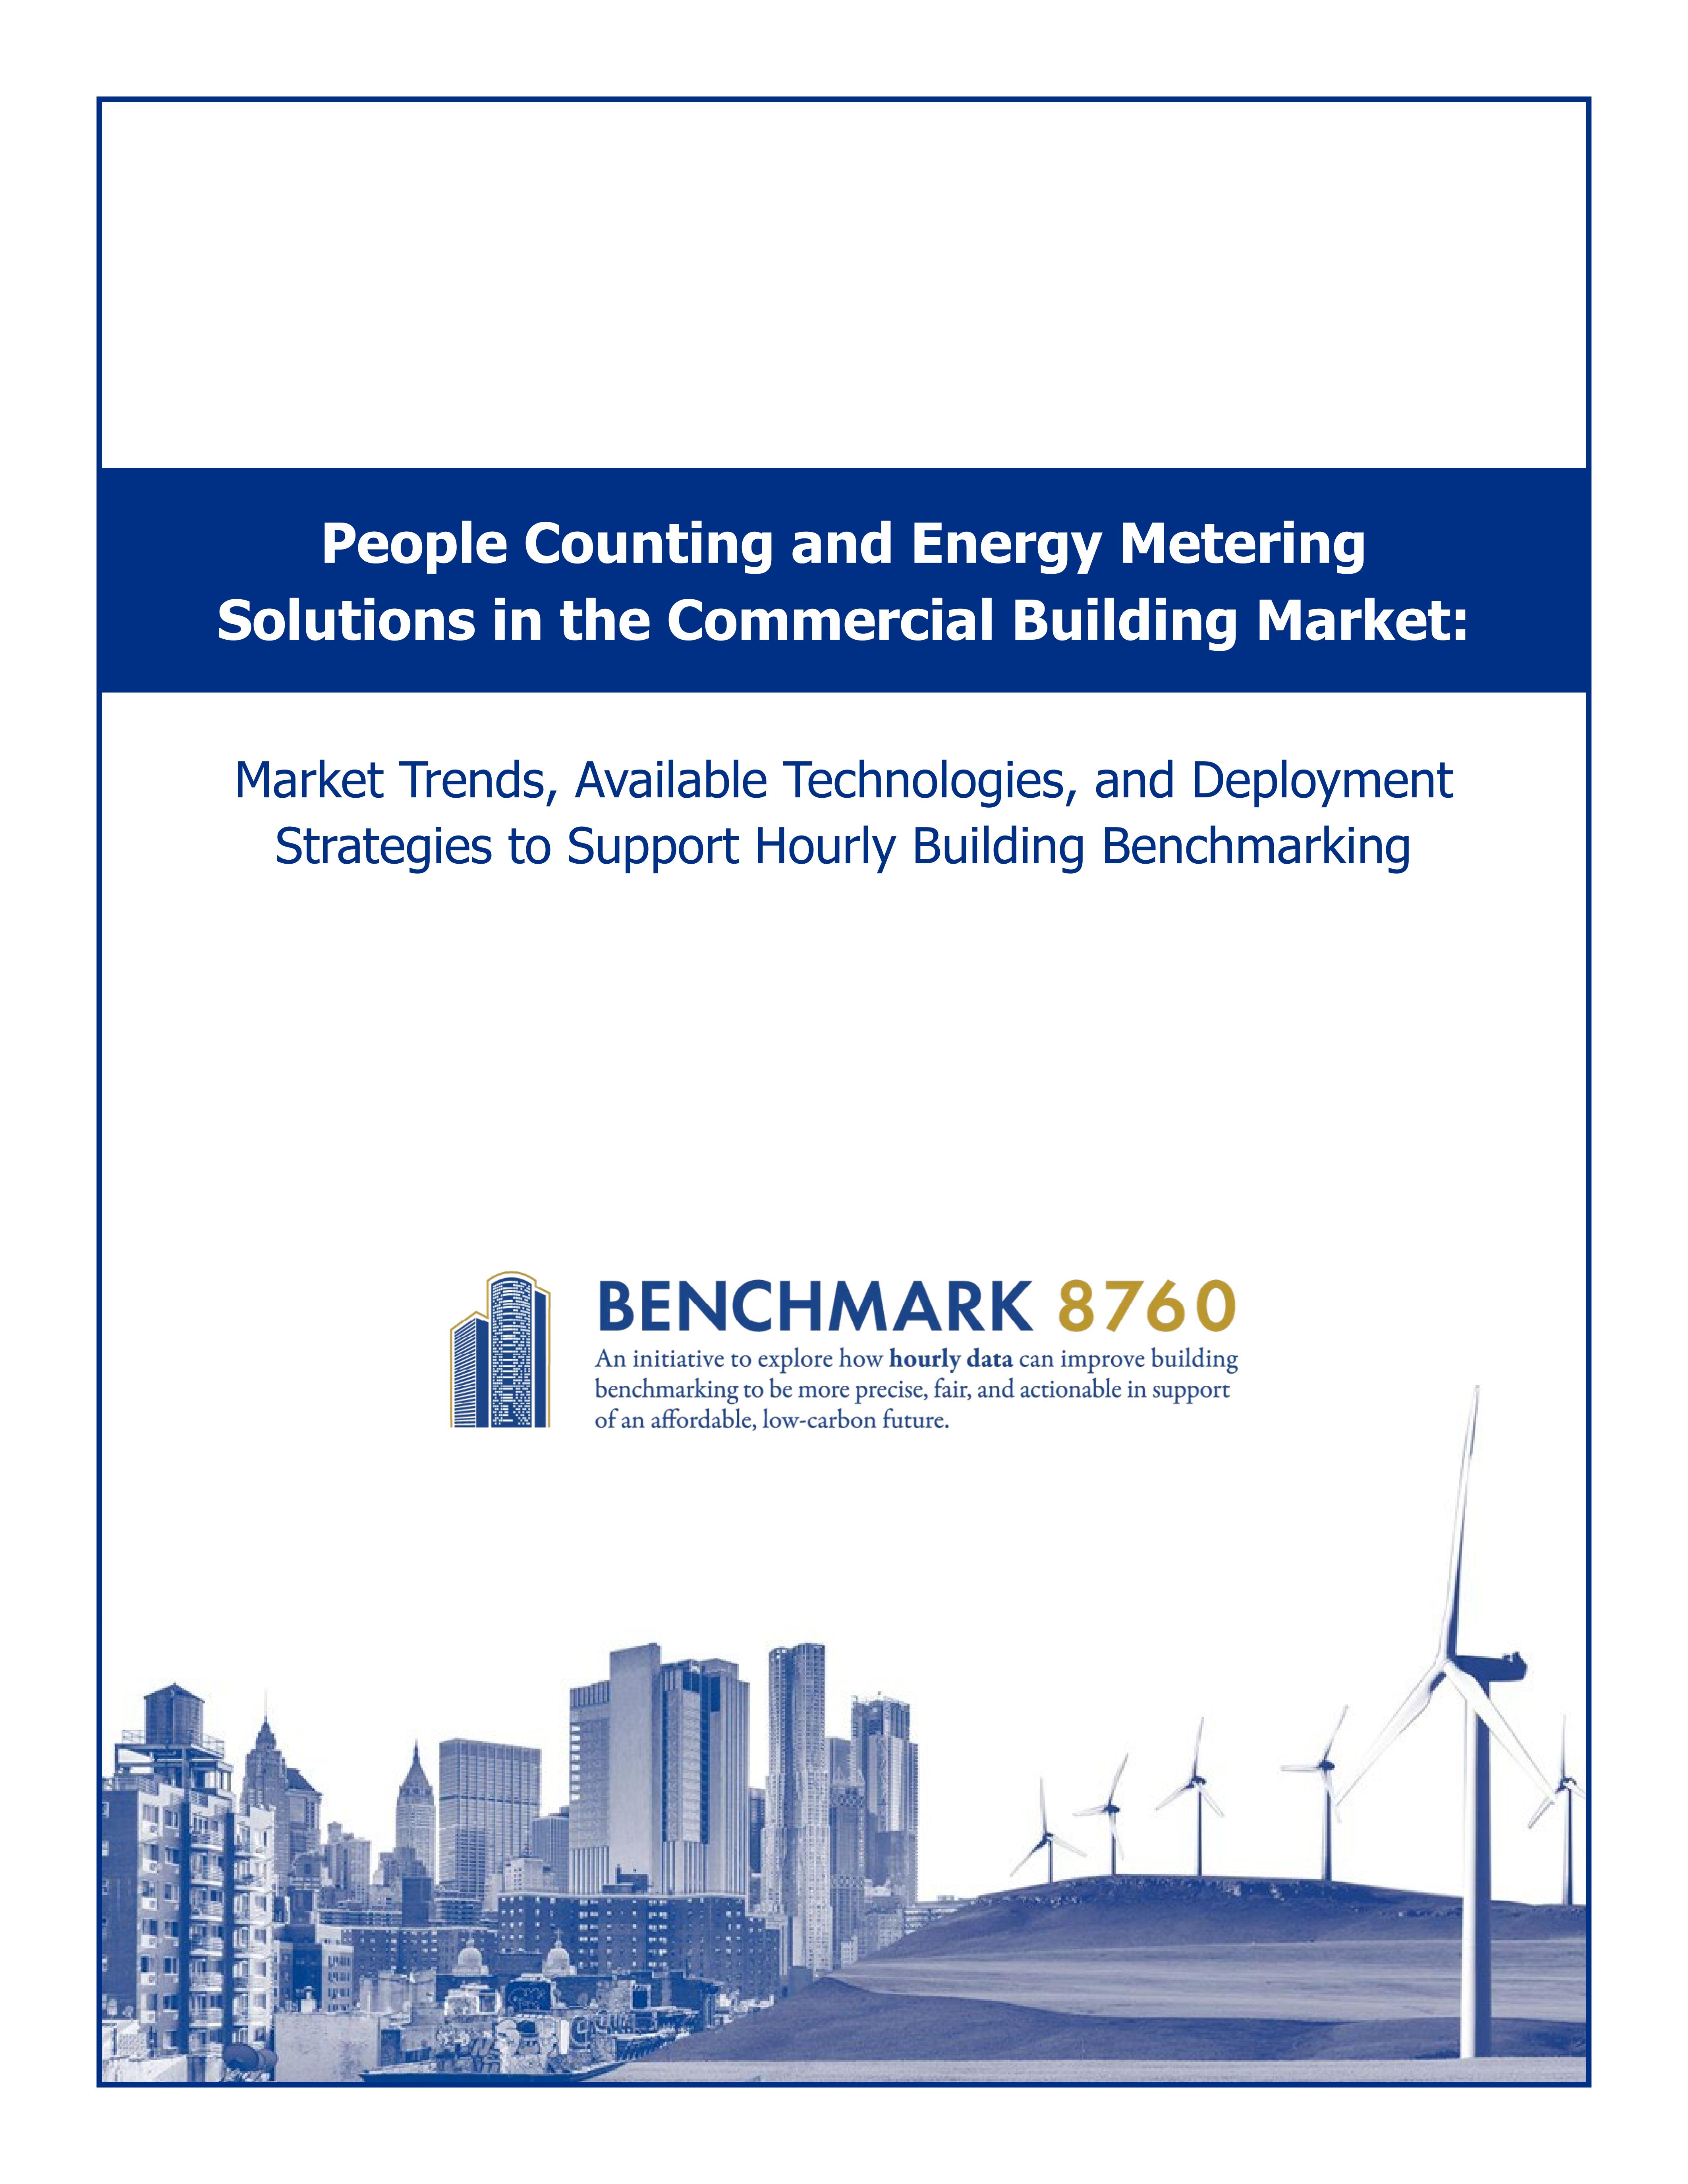 People Counting and Energy Metering
Solutions in the Commercial Building Market:
Market Trends, Available Technologies, and Deployment
Strategies to Support Hourly Building Benchmarking
BENCHMARK 8760
An initiative to explore how hourly data can improve building
benchmarking to be more precise, fair, and actionable in support
of an affordable, low-carbon future.